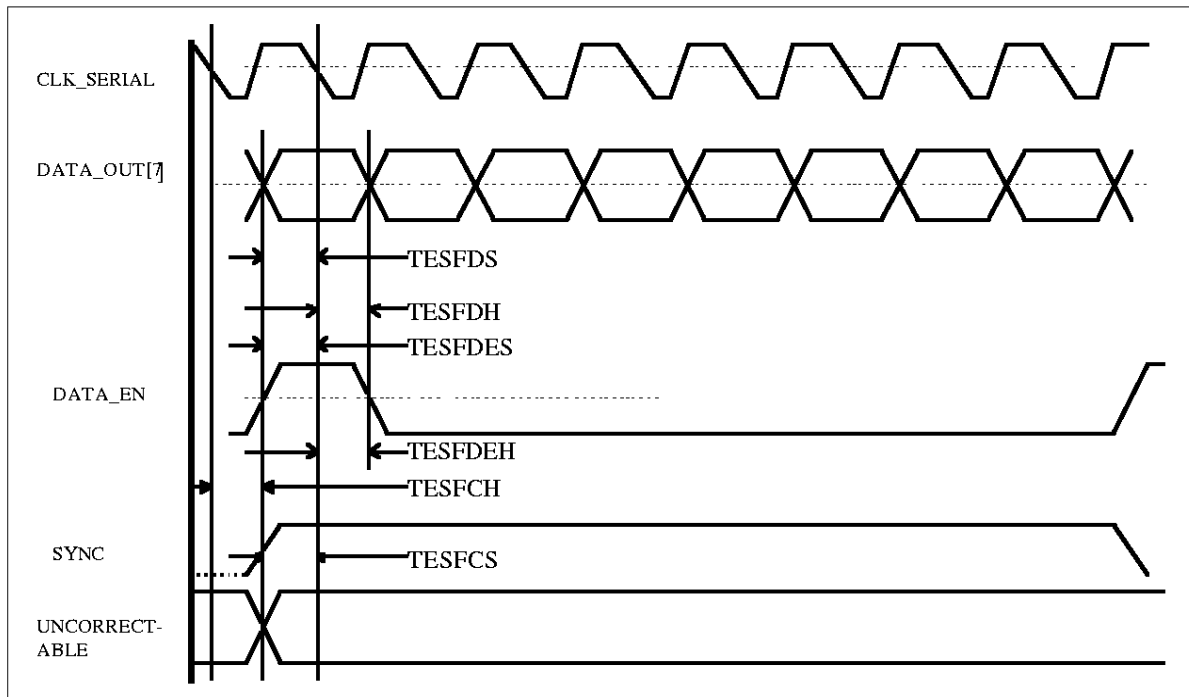 CLK_SERIAL
DATA_OUT[7]
TESFDS
TESFDH
TESFDES
DATA_EN
TESFDEH
TESFCH
SYNC
TESFCS
UNCORRECT-
ABLE